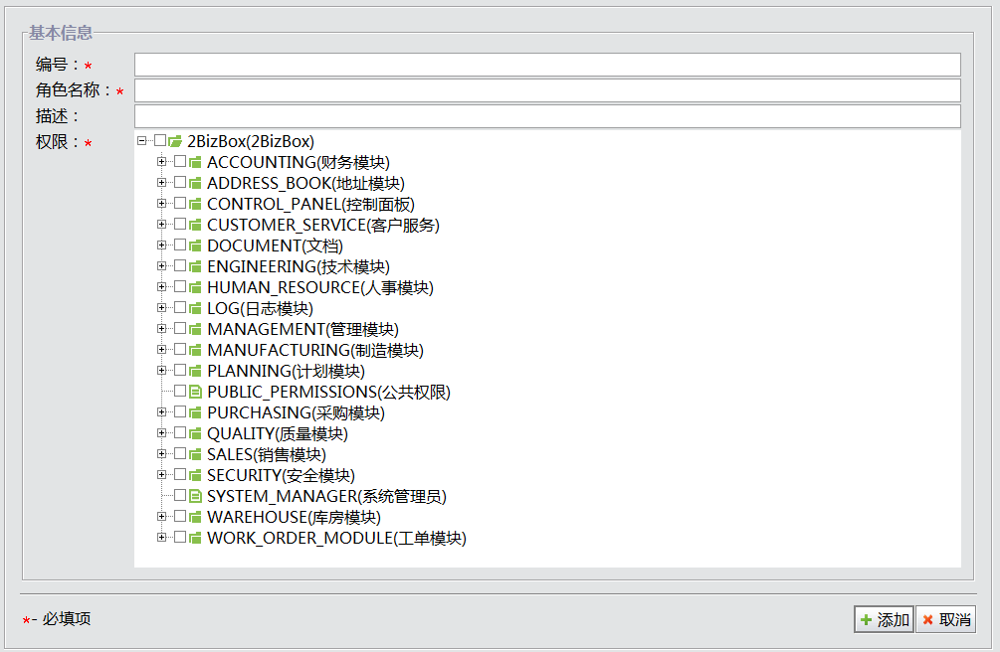 基本信息
编号：*
角色名称：*
描述：
权限：*
2BizBox(2BizBox)
ACCOUNTING(财务模块)
ADDRESS_BOOK(地址模块)
CONTROL_PANEL(控制面板)
CUSTOMER_SERVICE(客户服务)
DOCUMENT(文档)
ENGINEERING(技术模块)
HUMAN_RESOURCE(人事模块)
LOG(日志模块)
MANAGEMENT(管理模块)
MANUFACTURING(制造模块)
PLANNING(计划模块)
PUBLIC_PERMISSIONS(公共权限)
PURCHASING(采购模块)
QUALITY(质量模块)
SALES(销售模块)
SECURITY(安全模块)
SYSTEM_MANAGER(系统管理员)
WAREHOUSE(库房模块)
WORK_ORDER_MODULE(工单模块)
*- 必填项
添加
取消